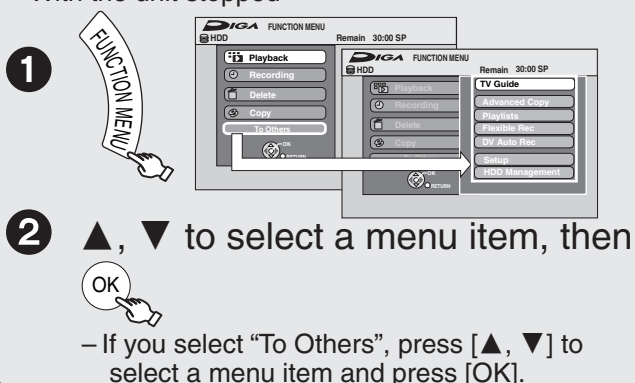 With the unit stopped
1
FUNCTION MENU
DIGA FUNCTION MENU
HDD Remain 30:00 SP
Playback
Recording
Delete
Copy
To Others
OK
RETURN
DIGA FUNCTION MENU
HDD Remain 30:00 SP
Playback
Recording
Delete
Copy
To Others
OK
RETURN
TV Guide
Advanced Copy
Playlists
Flexible Rec
DV Auto Rec
Setup
HDD Management
2 ▲, ▼ to select a menu item, then
OK
– If you select “To Others”, press [▲, ▼] to
select a menu item and press [OK].